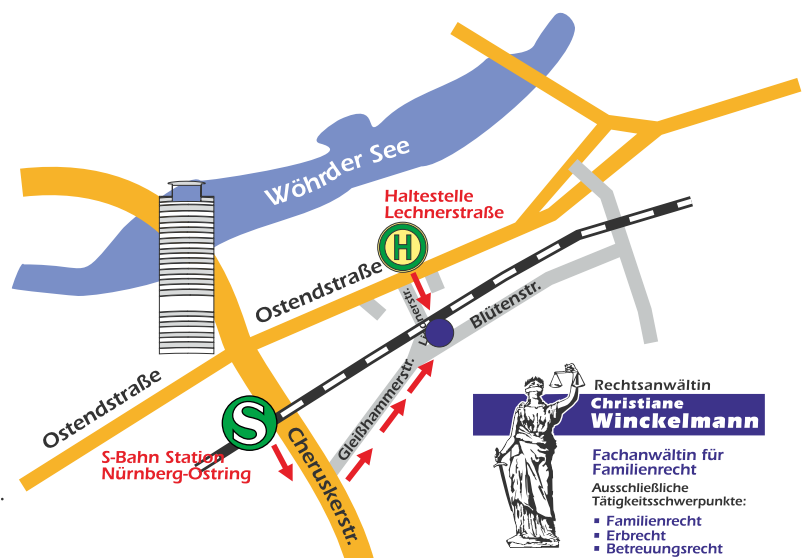 Wöhrder See
Haltestelle
Lechnerstraße
H
Ostendstraße
Lechnerstr.
Blütenstr.
Ostendstraße
Gleißhammerstr.
S
S-Bahn Station
Nürnberg-Ostring
Cheruskerstr.
Rechtsanwältin
Christiane
Winckelmann
Fachanwältin für
Familienrecht
Ausschließliche
Tätigkeitsschwerpunkte:
▪ Familienrecht
▪ Erbrecht
▪ Betreuungsrecht